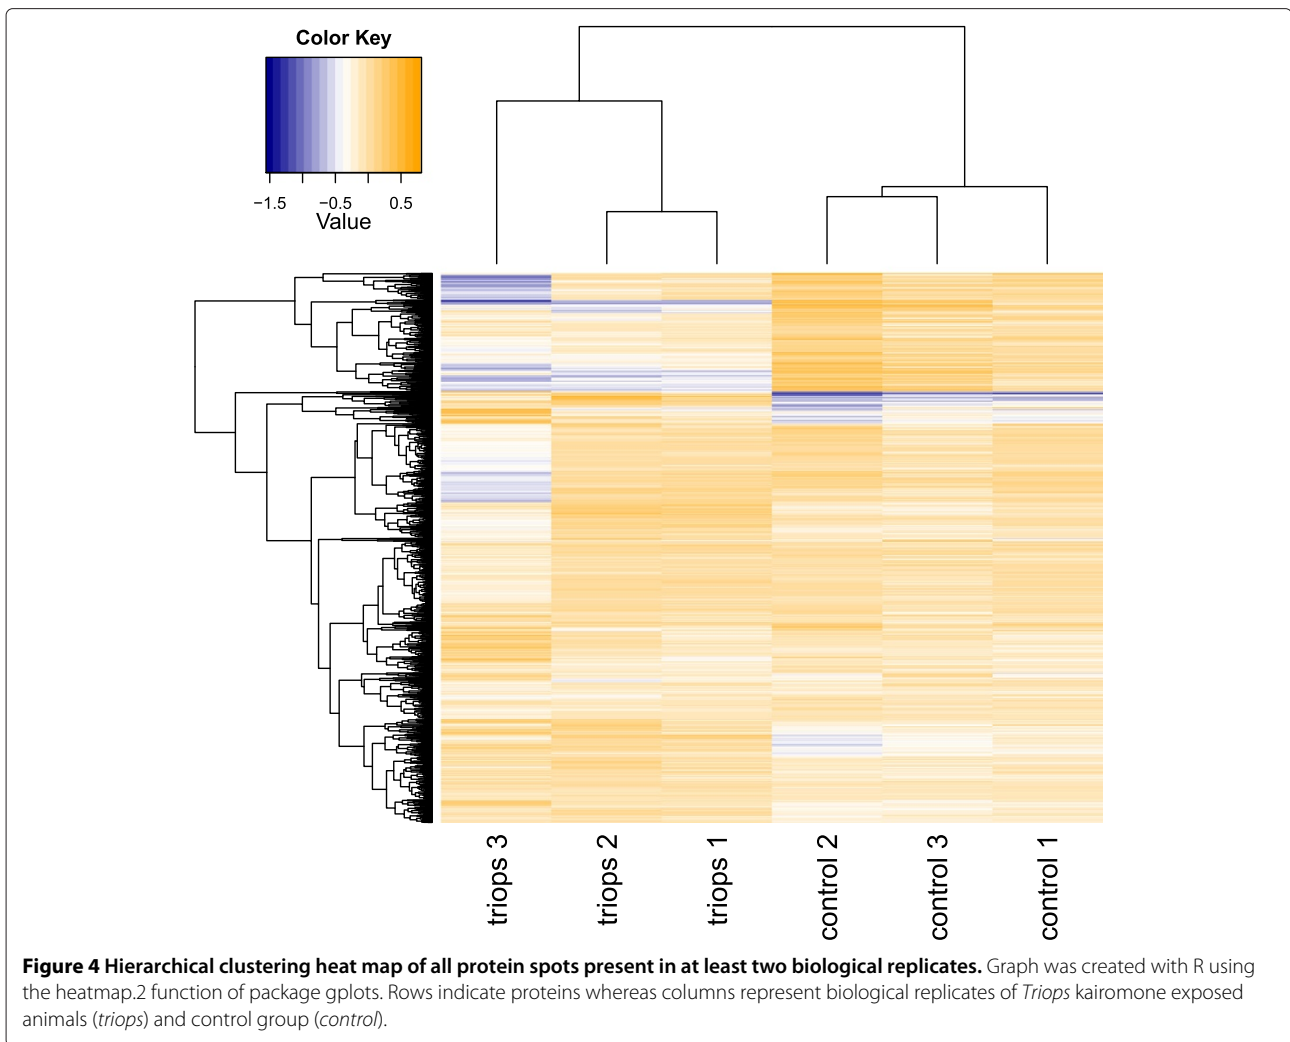 Color Key
−1.5 −0.5 0.5
Value
triops 3
triops 2
triops 1
control 2
control 3
control 1
Figure 4 Hierarchical clustering heat map of all protein spots present in at least two biological replicates. Graph was created with R using
the heatmap.2 function of package gplots. Rows indicate proteins whereas columns represent biological replicates of Triops kairomone exposed
animals (triops) and control group (control).